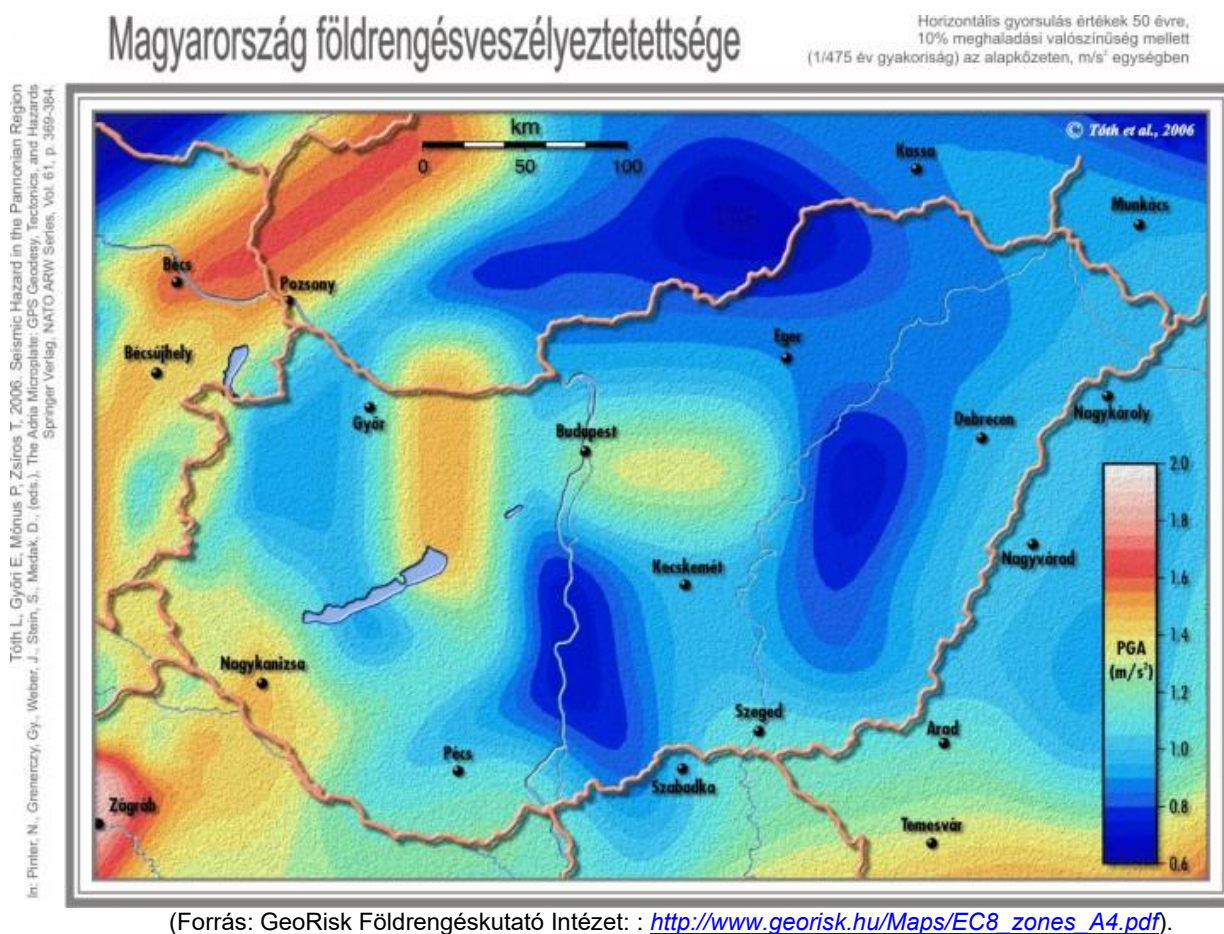 Magyarország földrengésveszélyeztetettsége
Horizontális gyorsulás értékek 50 évre,
10% meghaladási valószínűség mellett
(1/475 év gyakoriság) az alapkőzeten, m/s² egységben
Tóth L, Győri E, Mónus P, Zsíros T, 2006. Seismic Hazard in the Pannonian Region
In: Pinter, N., Grenerczy, Gy., Weber, J., Stein, S., Medak, D., (eds.), The Adria Microplate: GPS Geodesy, Tectonics, and Hazards
Springer Verlag, NATO ARW Series, Vol. 61, p. 369-384.
km
0 50 100
© Tóth et al., 2006
Kassa
Munkács
Bécs
Pozsony
Bécsújhely
Eger
Győr
Nagykároly
Budapest
Debrecen
Nagyvárad
Kecskemét
Nagykanizsa
Szeged
Arad
Pécs
Szabadka
Zágráb
Temesvár
2.0
1.8
1.6
1.4
PGA
(m/s²)
1.2
1.0
0.8
0.6
(Forrás: GeoRisk Földrengéskutató Intézet: : http://www.georisk.hu/Maps/EC8_zones_A4.pdf).